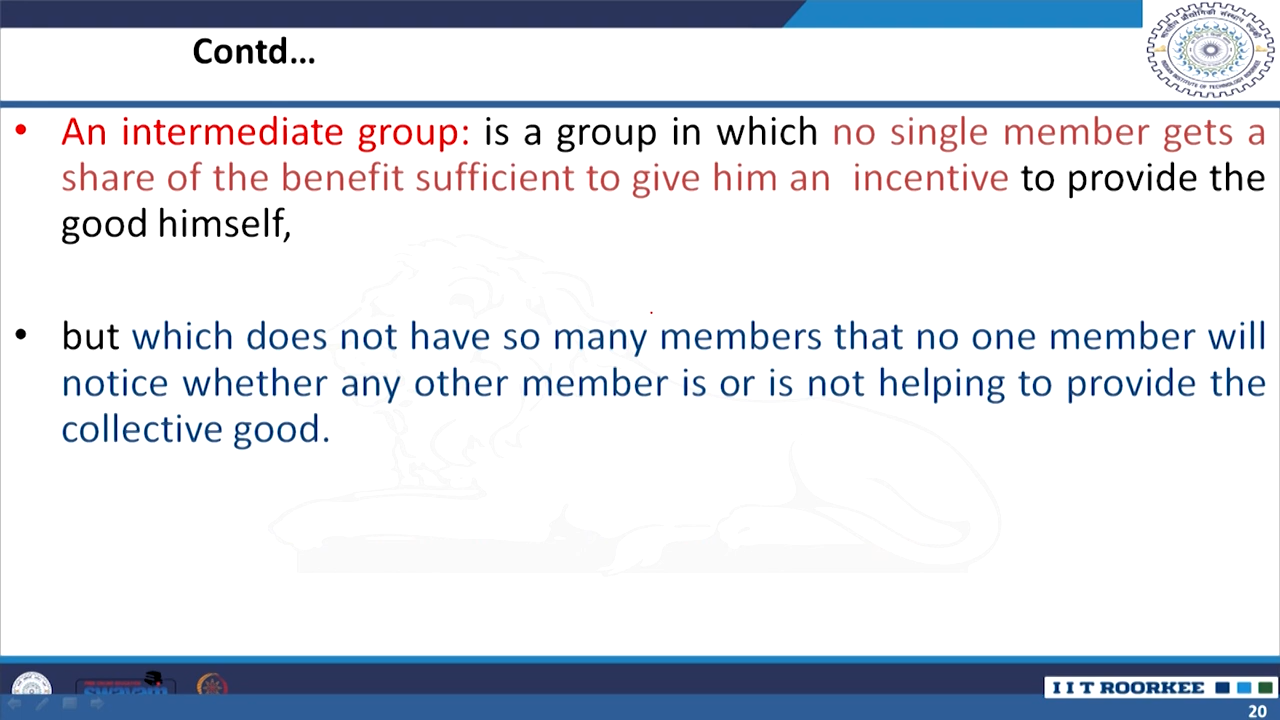 Contd...
• An intermediate group: is a group in which no single member gets a
share of the benefit sufficient to give him an incentive to provide the
good himself,
• but which does not have so many members that no one member will
notice whether any other member is or is not helping to provide the
collective good.
swayam
IIT ROORKEE
20